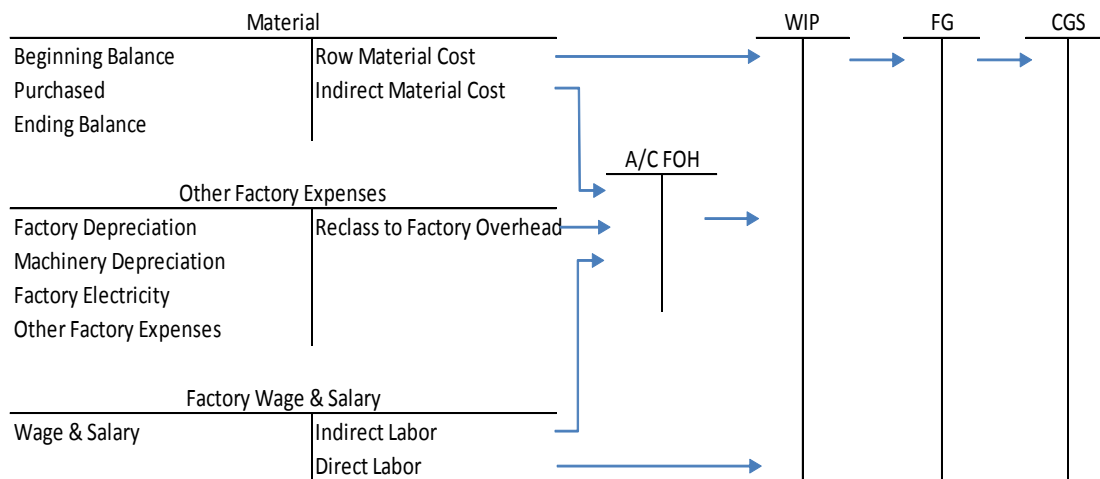 Material
WIP
FG
CGS
Beginning Balance
Row Material Cost
Purchased
Indirect Material Cost
Ending Balance
A/C FOH
Other Factory Expenses
Factory Depreciation
Reclass to Factory Overhead
Machinery Depreciation
Factory Electricity
Other Factory Expenses
Factory Wage & Salary
Wage & Salary
Indirect Labor
Direct Labor